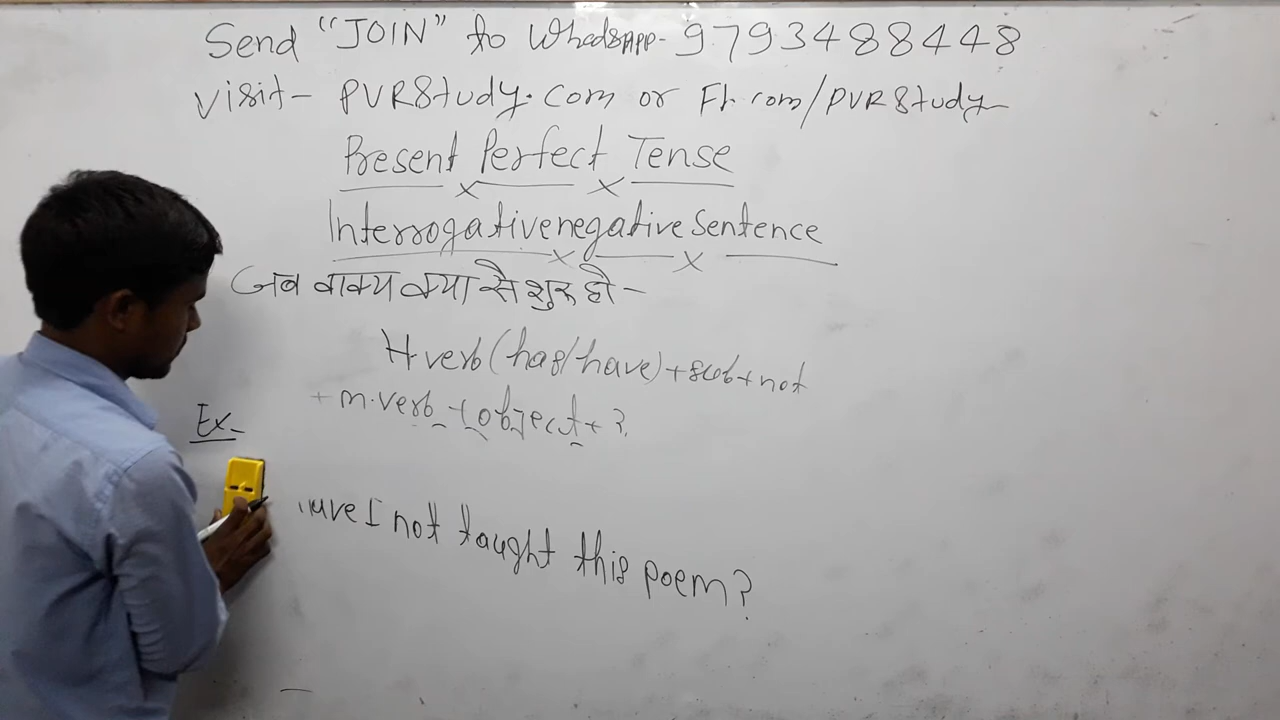 Send "JOIN" to WhatsApp-9793488448
Visit- PVRStudy.com or Fb.com/PVRStudy
Present Perfect Tense
Interrogative negative Sentence
जब वाक्य क्या से शुरू हो -
H verb (has/have) + sub + not
+ m.verb + object + ?
Ex-
I not taught this poem?